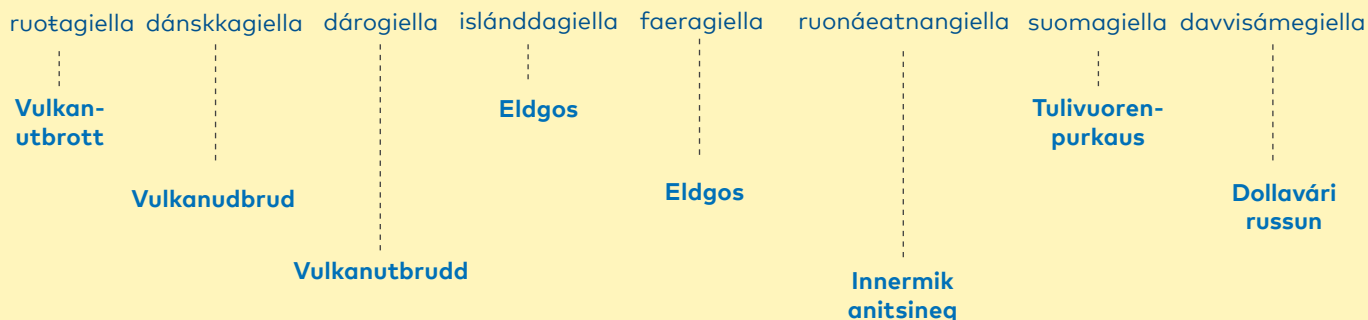 ruoŧagiella dánskkagiella dárogiella islánddagiella faeragiella ruonáeatnangiella suomagiella davvisámegiella
Vulkan-
utbrott
Vulkanudbrud
Vulkanutbrudd
Eldgos
Eldgos
Innermik
anitsineq
Tulivuoren-
purkaus
Dollavári
russun